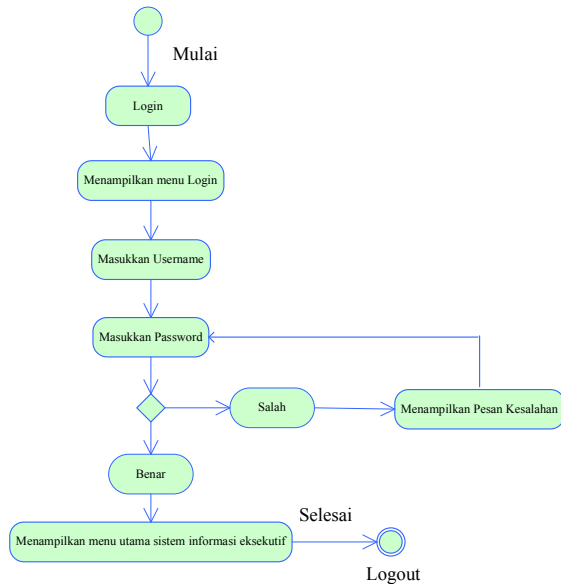 Mulai
Login
Menampilkan menu Login
Masukkan Username
Masukkan Password
Salah
Menampilkan Pesan Kesalahan
Benar
Menampilkan menu utama sistem informasi eksekutif
Selesai
Logout